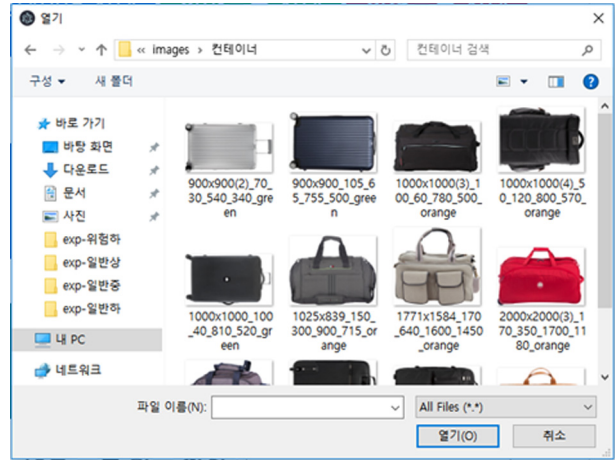 열기
« images › 컨테이너
컨테이너 검색
구성
새 폴더
바로 가기
바탕 화면
다운로드
문서
사진
exp-위험하
exp-일반상
exp-일반중
exp-일반하
내 PC
네트워크
900x900(2)_70_
30_540_340_gre
en
900x900_105_6
5_755_500_gree
n
1000x1000(3)_1
00_60_780_500_
orange
1000x1000(4)_5
0_120_800_570_
orange
1000x1000_100
_40_810_520_gr
een
1025x839_150_
300_900_715_or
ange
1771x1584_170
_640_1600_1450
_orange
2000x2000(3)_1
70_350_1700_11
80_orange
파일 이름(N):
All Files (*.*)
열기(O)
취소